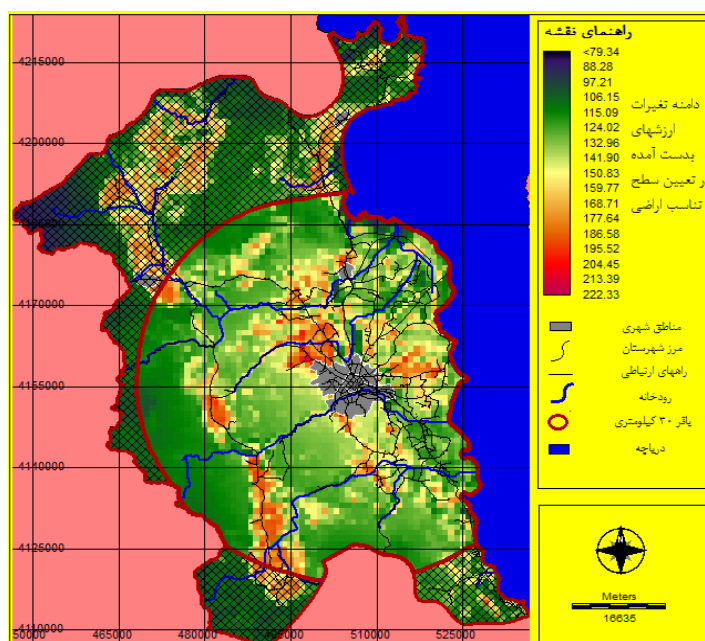 راهنمای نقشه
<79.34
88.28
97.21
106.15
115.09
124.02
132.96
141.90
150.83
159.77
168.71
177.64
186.58
195.52
204.45
213.39
222.33
دامنه تغیرات
ارزشهای
بدست آمده
ر تعیین سطح
تناسب اراضی
مناطق شهری
مرز شهرستان
راههای ارتباطی
رودخانه
یاقر ۳۰ کیلومتری
دریاچه
Meters
16635
4215000
4200000
4170000
4155000
4140000
4125000
4110000
50000
465000
480000
510000
525000